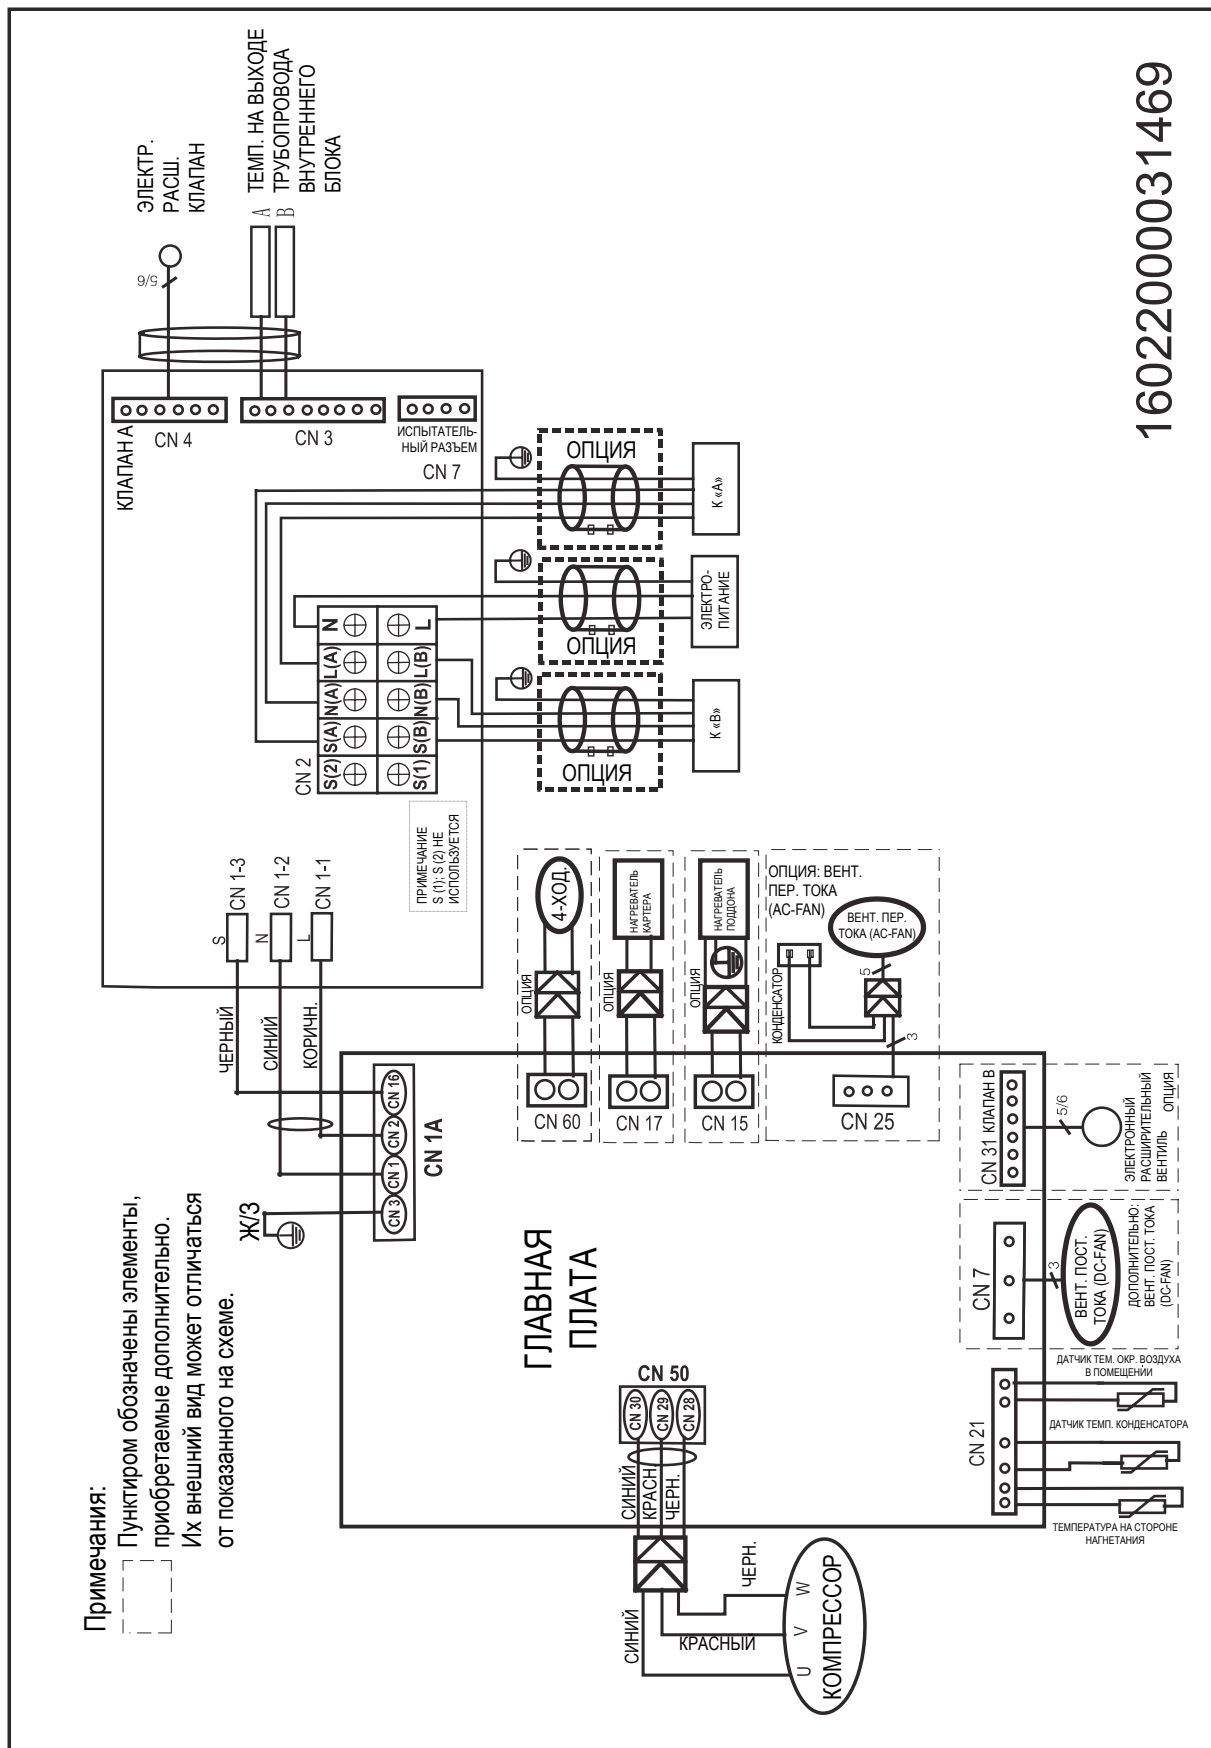 Примечания:
Пунктиром обозначены элементы,
приобретаемые дополнительно.
Их внешний вид может отличаться
от показанного на схеме.
Ж/З
ЧЕРНЫЙ
СИНИЙ
КОРИЧН.
S
N
L
CN 1-3
CN 1-2
CN 1-1
CN 3
CN 1
CN 2
CN 16
CN 1A
КЛАПАН A
CN 4
CN 3
ИСПЫТАТЕЛЬ-
НЫЙ РАЗЪЕМ
CN 7
5/6
ЭЛЕКТР.
РАСШ.
КЛАПАН
A
B
ТЕМП. НА ВЫХОДЕ
ТРУБОПРОВОДА
ВНУТРЕННЕГО
БЛОКА
CN 2
S(2)
S(A)
N(A)
L(A)
N
S(1)
S(B)
N(B)
L(B)
L
ПРИМЕЧАНИЕ
S (1); S (2) НЕ
ИСПОЛЬЗУЕТСЯ
ОПЦИЯ
К «В»
ОПЦИЯ
ЭЛЕКТРО-
ПИТАНИЕ
ОПЦИЯ
К «А»
ГЛАВНАЯ
ПЛАТА
CN 60
ОПЦИЯ
4-ХОД.
CN 17
ОПЦИЯ
НАГРЕВАТЕЛЬ
КАРТЕРА
CN 15
ОПЦИЯ
НАГРЕВАТЕЛЬ
ПОДДОНА
ОПЦИЯ: ВЕНТ.
ПЕР. ТОКА
(AC-FAN)
ВЕНТ. ПЕР.
ТОКА (AC-FAN)
КОНДЕНСАТОР
5
3
CN 25
CN 50
CN 30
CN 29
CN 28
СИНИЙ
КРАСН.
ЧЕРН.
СИНИЙ
КРАСНЫЙ
ЧЕРН.
U
V
W
КОМПРЕССОР
CN 21
ТЕМПЕРАТУРА НА СТОРОНЕ
НАГНЕТАНИЯ
ДАТЧИК ТЕМП. КОНДЕНСАТОРА
ДАТЧИК ТЕМ. ОКР. ВОЗДУХА
В ПОМЕЩЕНИИ
CN 7
3
ВЕНТ. ПОСТ.
ТОКА (DC-FAN)
ДОПОЛНИТЕЛЬНО:
ВЕНТ. ПОСТ. ТОКА
(DC-FAN)
CN 31 КЛАПАН В
5/6
ЭЛЕКТРОННЫЙ
РАСШИРИТЕЛЬНЫЙ
ВЕНТИЛЬ ОПЦИЯ
16022000031469